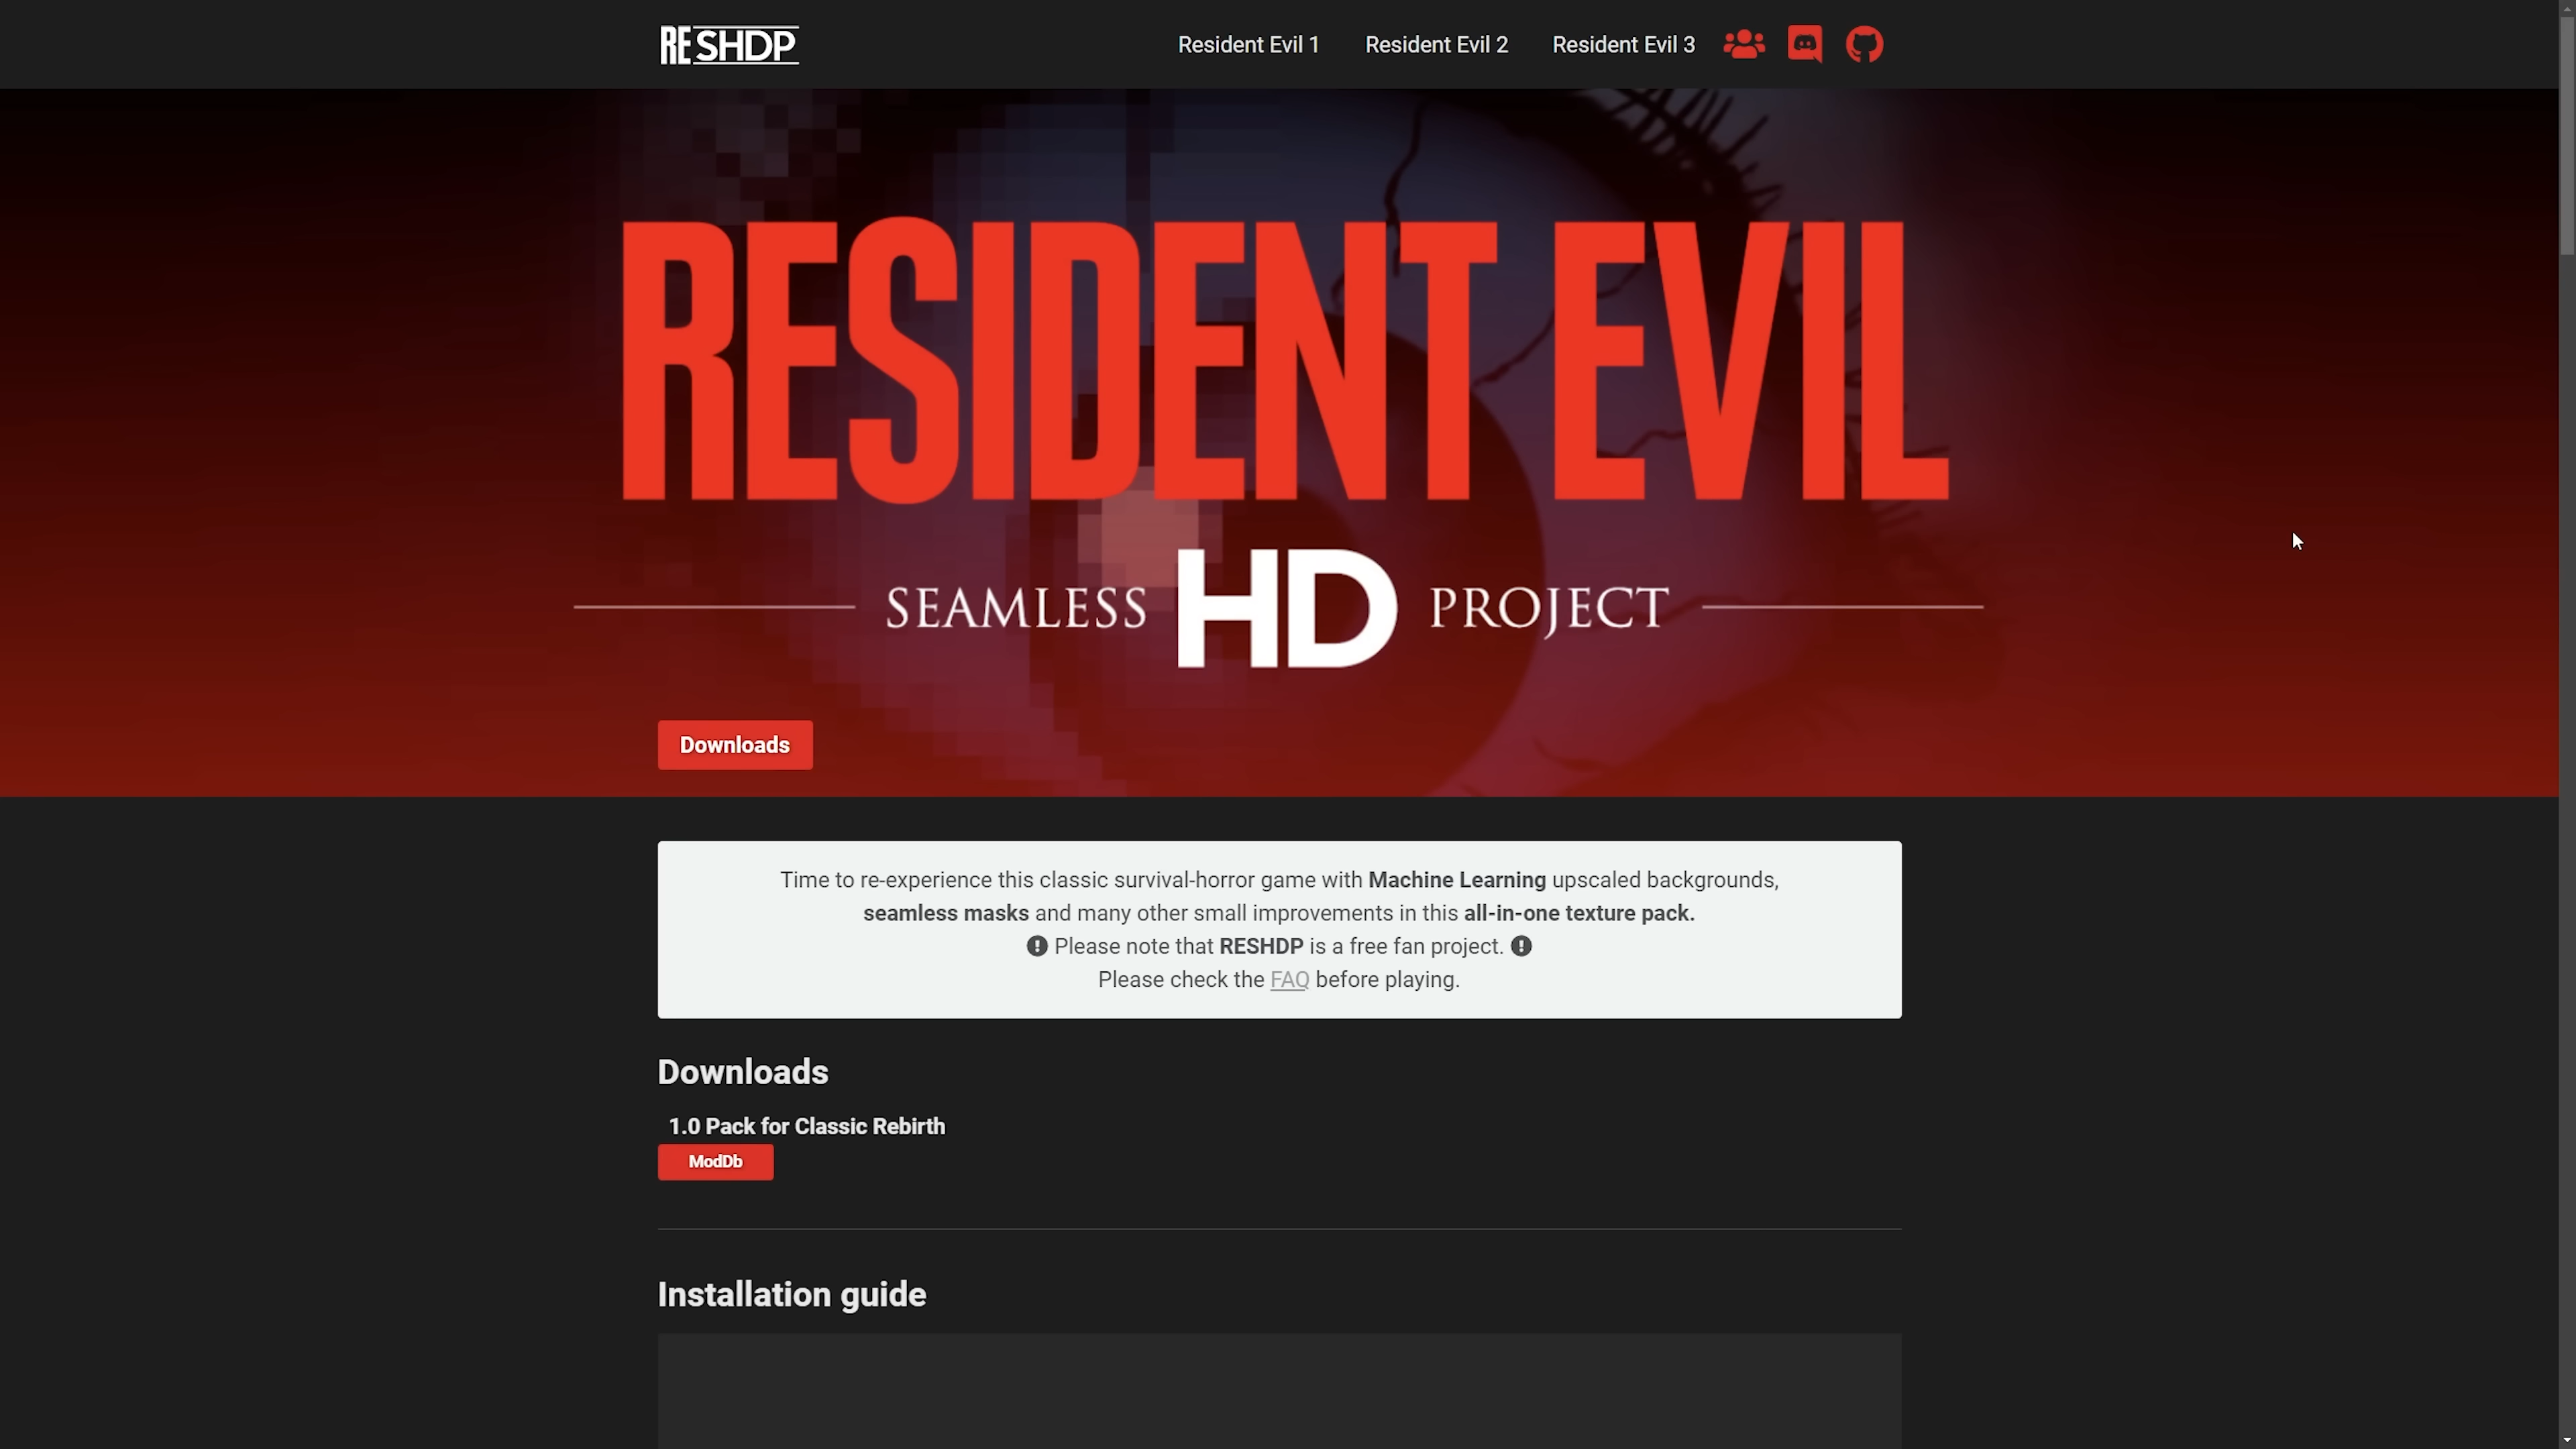 RESHDP
Resident Evil 1
Resident Evil 2
Resident Evil 3
RESIDENT EVIL
SEAMLESS HD PROJECT
Downloads
Time to re-experience this classic survival-horror game with Machine Learning upscaled backgrounds,
seamless masks and many other small improvements in this all-in-one texture pack.
Please note that RESHDP is a free fan project.
Please check the FAQ before playing.
Downloads
1.0 Pack for Classic Rebirth
ModDb
Installation guide